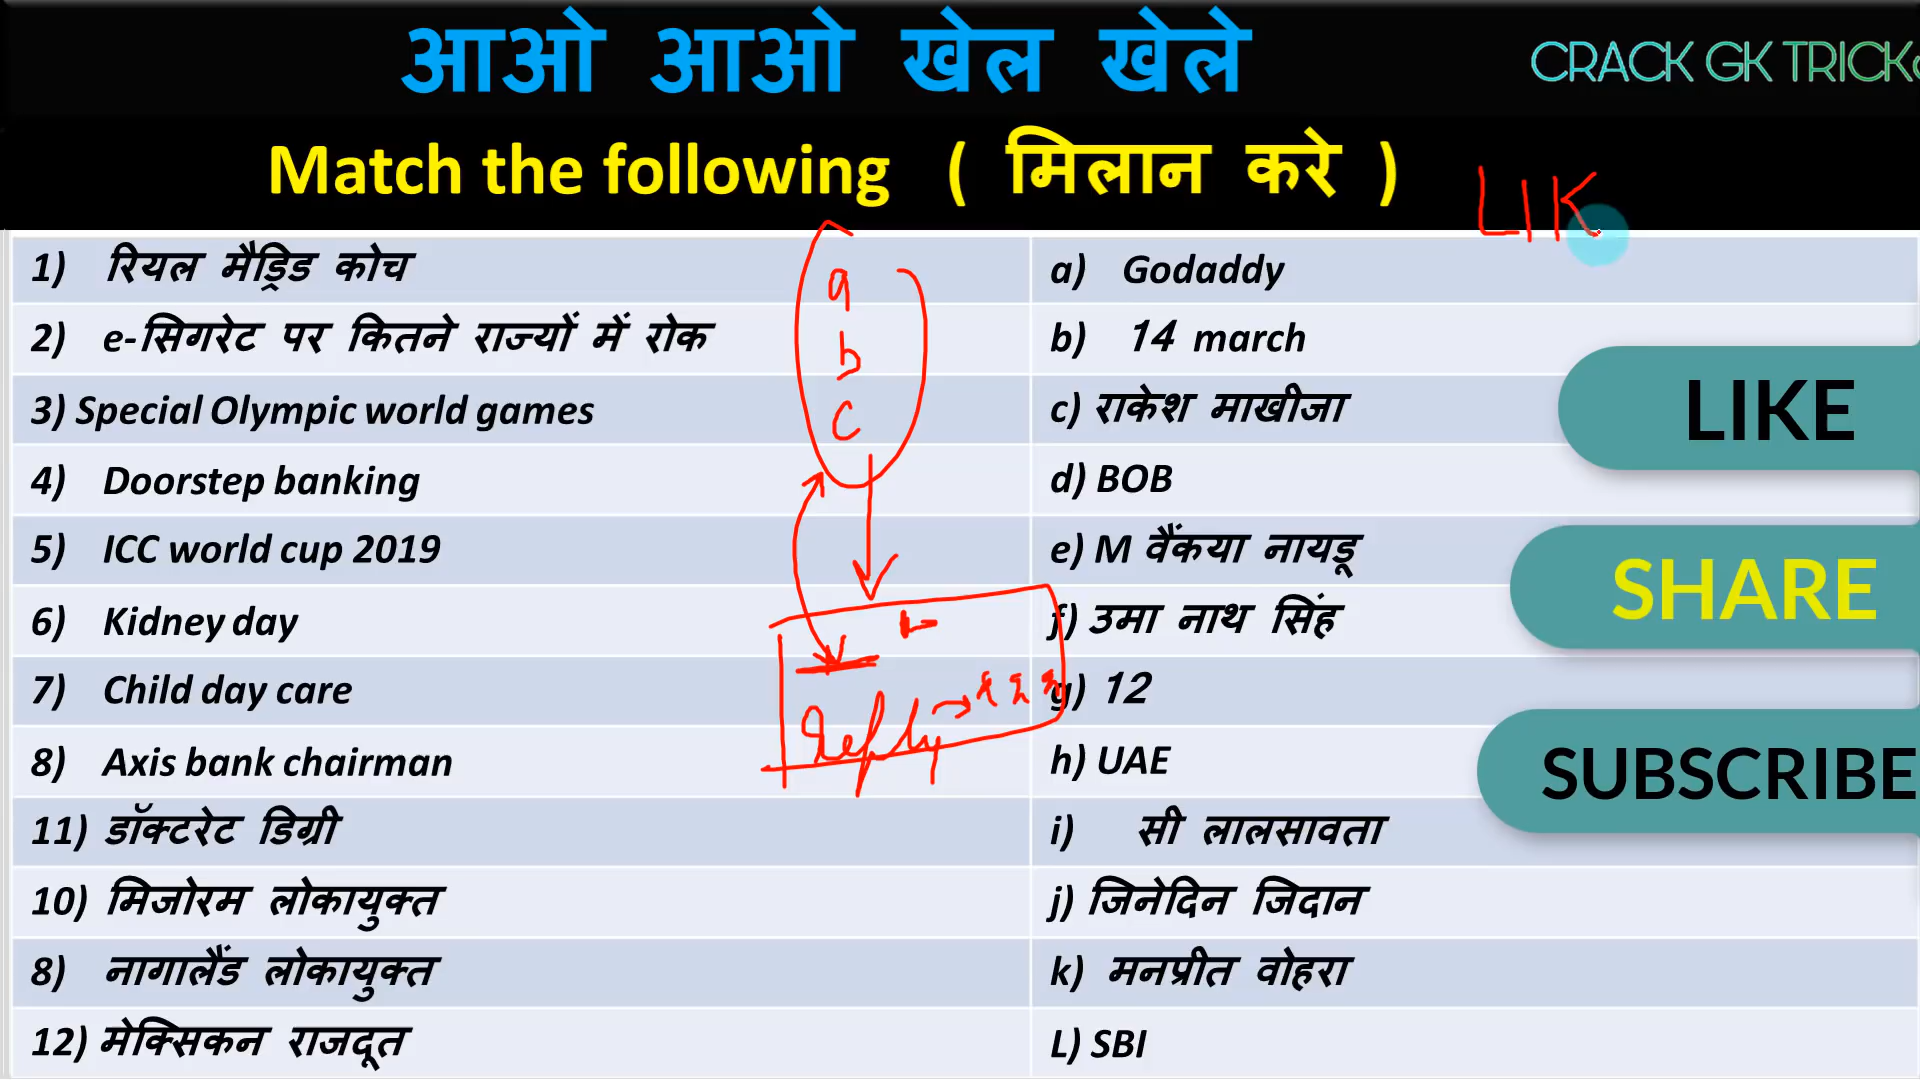 आओ आओ खेल खेले
CRACK GK TRICKs
Match the following ( मिलान करे )
LIK
1) रियल मैड्रिड कोच
a) Godaddy
a
2) e-सिगरेट पर कितने राज्यों में रोक
b) 14 march
b
3) Special Olympic world games
c) राकेश माखीजा
c
LIKE
4) Doorstep banking
d) BOB
5) ICC world cup 2019
e) M वैंकया नायडू
SHARE
6) Kidney day
f) उमा नाथ सिंह
7) Child day care
g) 12
Reply
8) Axis bank chairman
h) UAE
SUBSCRIBE
11) डॉक्टरेट डिग्री
i) सी लालसावता
10) मिजोरम लोकायुक्त
j) जिनेदिन जिदान
8) नागालैंड लोकायुक्त
k) मनप्रीत वोहरा
12) मेक्सिकन राजदूत
L) SBI